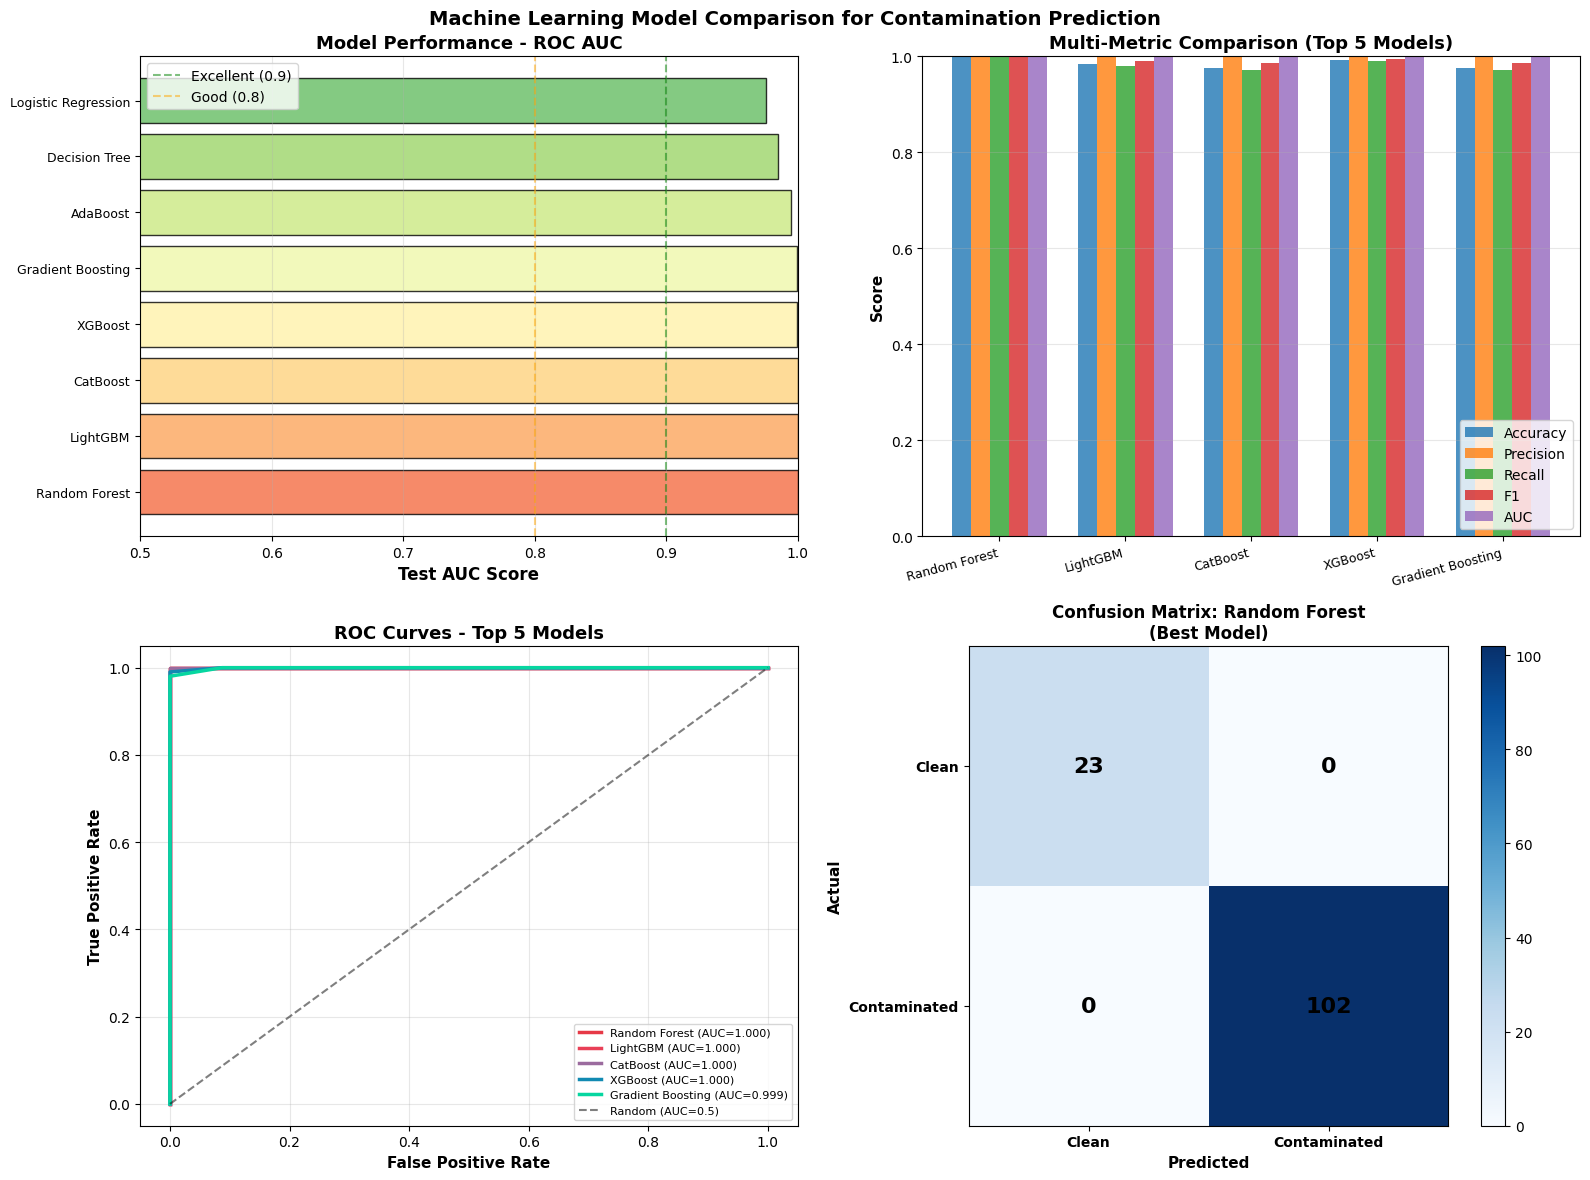 Machine Learning Model Comparison for Contamination Prediction
Model Performance - ROC AUC
Excellent (0.9)
Good (0.8)
Logistic Regression
Decision Tree
AdaBoost
Gradient Boosting
XGBoost
CatBoost
LightGBM
Random Forest
0.5 0.6 0.7 0.8 0.9 1.0
Test AUC Score
Multi-Metric Comparison (Top 5 Models)
1.0
0.8
0.6
0.4
0.2
0.0
Score
Accuracy
Precision
Recall
F1
AUC
Random Forest LightGBM CatBoost XGBoost Gradient Boosting
ROC Curves - Top 5 Models
1.0
0.8
0.6
0.4
0.2
0.0
True Positive Rate
Random Forest (AUC=1.000)
LightGBM (AUC=1.000)
CatBoost (AUC=1.000)
XGBoost (AUC=1.000)
Gradient Boosting (AUC=0.999)
Random (AUC=0.5)
0.0 0.2 0.4 0.6 0.8 1.0
False Positive Rate
Confusion Matrix: Random Forest
(Best Model)
Actual
Clean 23 0
Contaminated 0 102
Clean Contaminated
Predicted
100
80
60
40
20
0